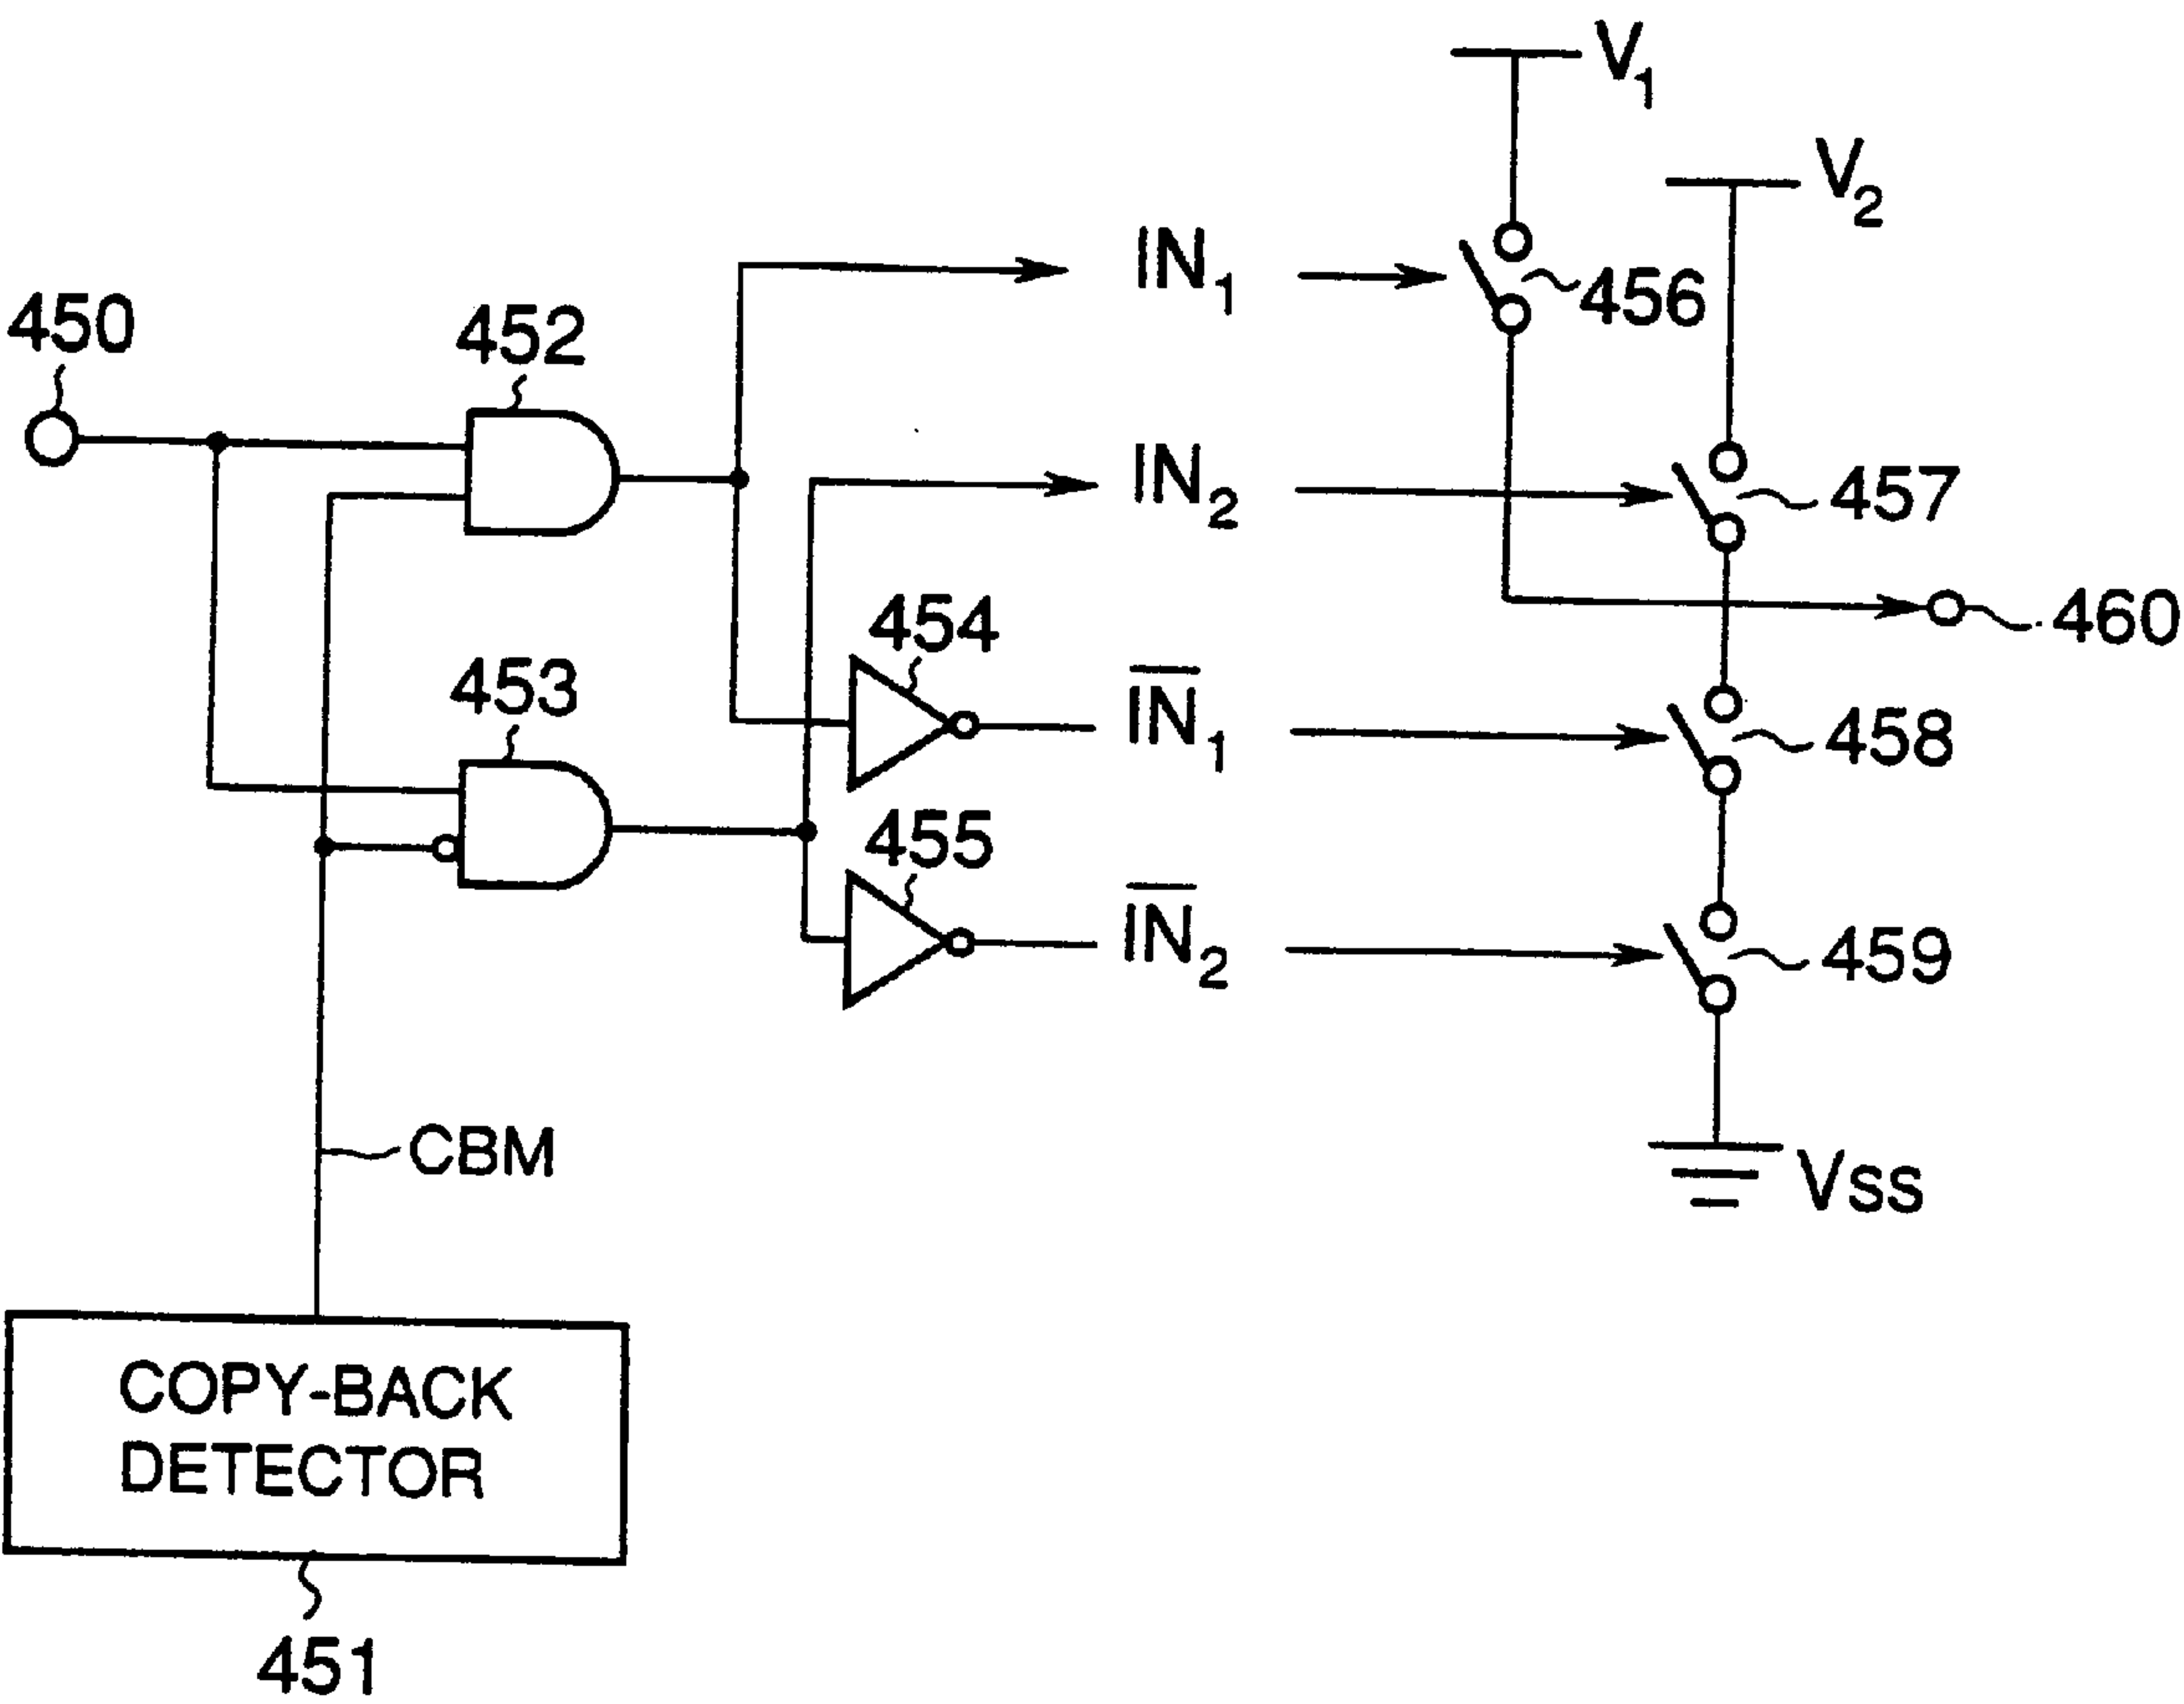 V1
V2
IN1
456
450
452
IN2
457
454
460
453
IN1
458
455
IN2
459
CBM
VSS
COPY-BACK
DETECTOR
451